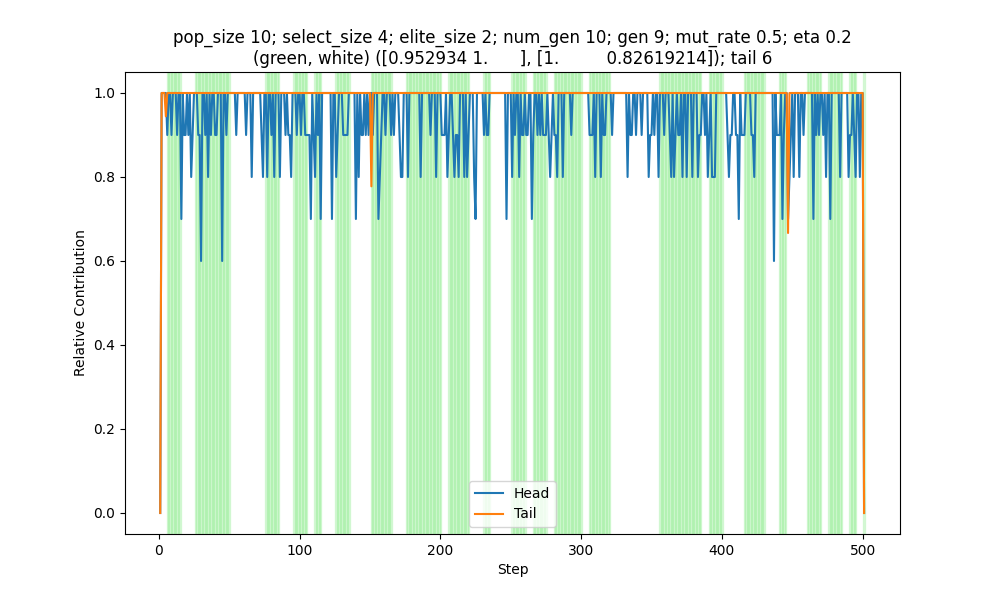 pop_size 10; select_size 4; elite_size 2; num_gen 10; gen 9; mut_rate 0.5; eta 0.2
(green, white) ([0.952934 1.       ], [1.         0.82619214]); tail 6
Relative Contribution
1.0
0.8
0.6
0.4
0.2
0.0
Head
Tail
0 100 200 300 400 500
Step